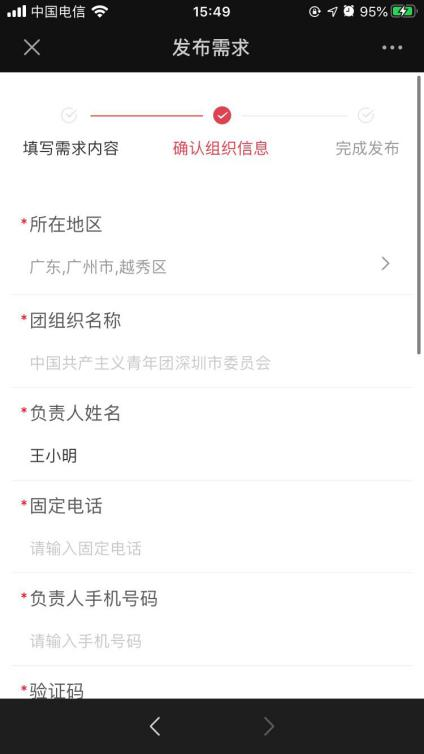 中国电信
15:49
95%
发布需求
填写需求内容
确认组织信息
完成发布
*所在地区
广东,广州市,越秀区
*团组织名称
中国共产主义青年团深圳市委员会
*负责人姓名
王小明
*固定电话
请输入固定电话
*负责人手机号码
请输入手机号码
*验证码